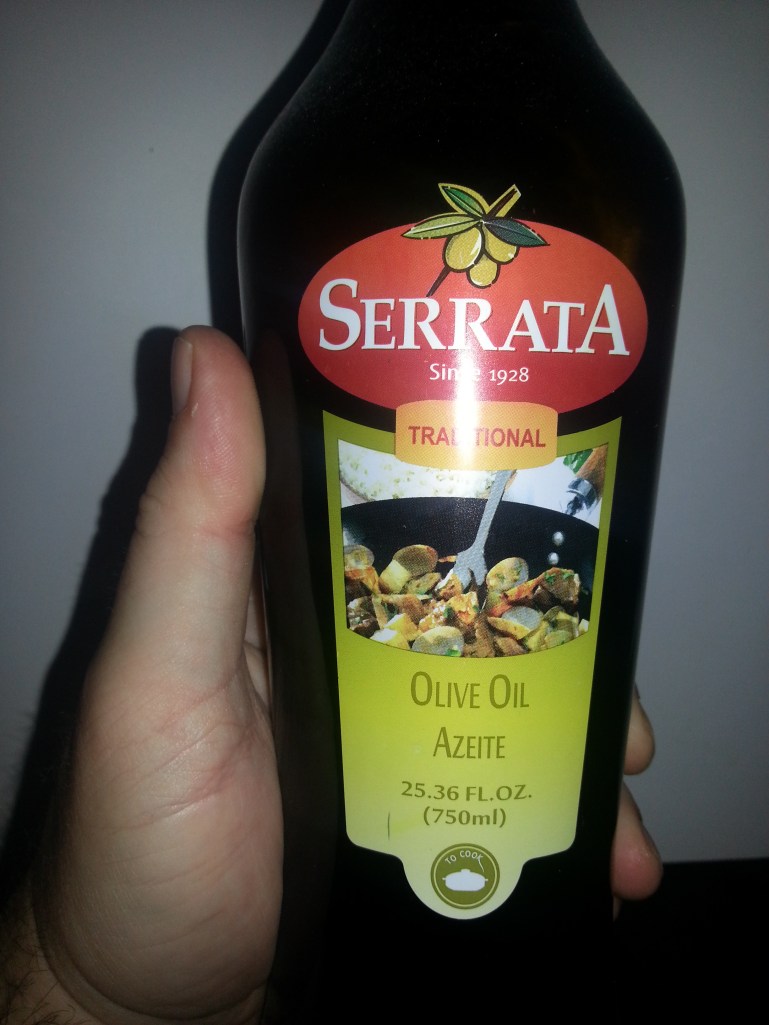 SERRATA
Since 1928
TRADITIONAL
OLIVE OIL
AZEITE
25.36 FL.OZ.
(750ml)
TO COOK